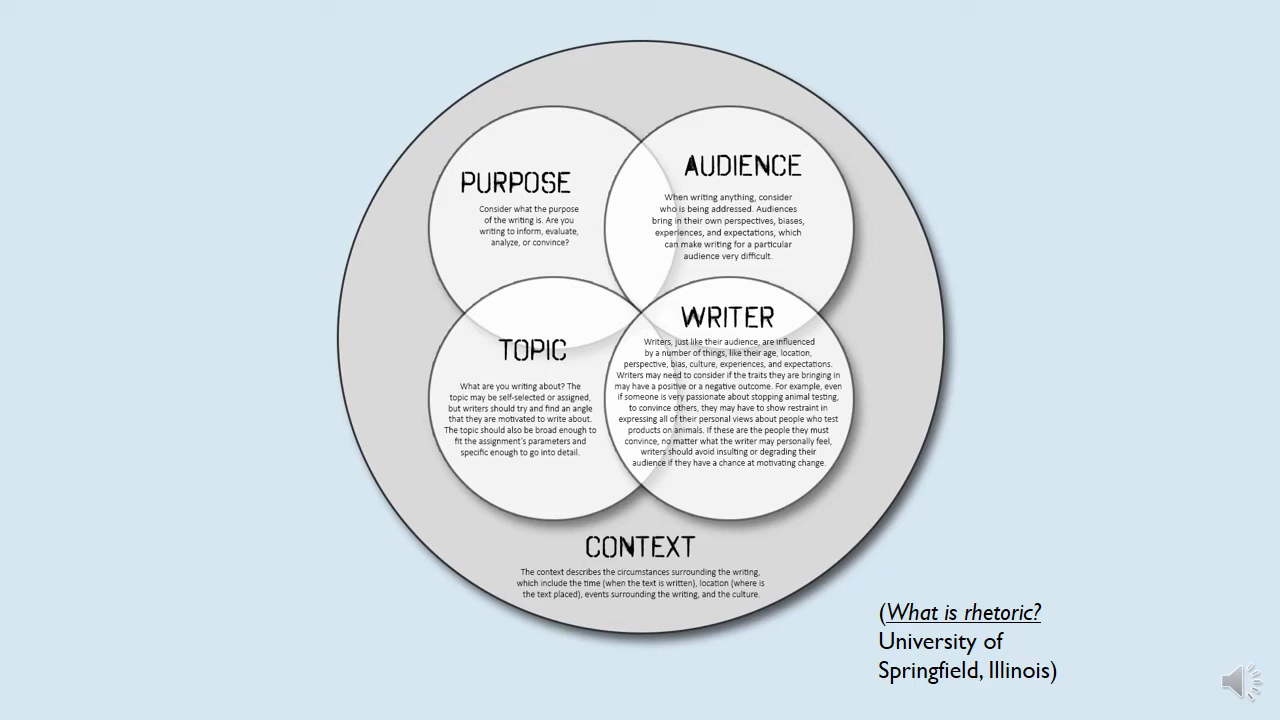 PURPOSE
Consider what the purpose
of the writing is. Are you
writing to inform, evaluate,
analyze, or convince?
AUDIENCE
When writing anything, consider
who is being addressed. Audiences
bring in their own perspectives, biases,
experiences, and expectations, which
can make writing for a particular
audience very difficult.
TOPIC
What are you writing about? The
topic may be self-selected or assigned,
but writers should try and find an angle
that they are motivated to write about.
The topic should also be broad enough to
fit the assignment's parameters and
specific enough to go into detail.
WRITER
Writers, just like their audience, are influenced
by a number of things, like their age, location,
perspective, bias, culture, experiences, and expectations.
Writers may need to consider if the traits they are bringing in
may have a positive or a negative outcome. For example, even
if someone is very passionate about stopping animal testing,
to convince others, they may have to show restraint in
expressing all of their personal views about people who test
products on animals. If these are the people they must
convince, no matter what the writer may personally feel,
writers should avoid insulting or degrading their
audience if they have a chance at motivating change.
CONTEXT
The context describes the circumstances surrounding the writing,
which include the time (when the text is written), location (where is
the text placed), events surrounding the writing, and the culture.
(What is rhetoric?
University of
Springfield, Illinois)